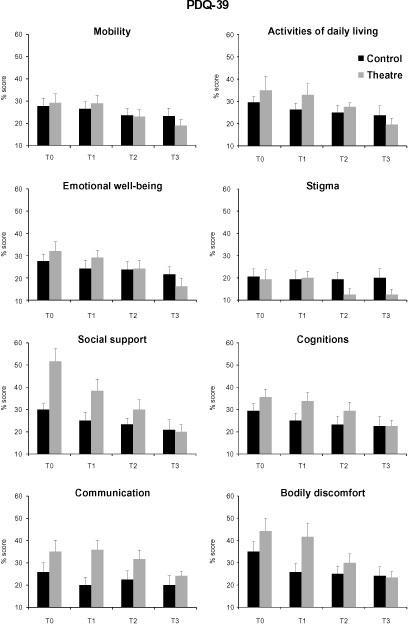 PDQ-39
Mobility
% score
60
50
40
30
20
10
T0 T1 T2 T3
Activities of daily living
Control
Theatre
% score
60
50
40
30
20
10
T0 T1 T2 T3
Emotional well-being
% score
60
50
40
30
20
10
T0 T1 T2 T3
Stigma
% score
60
50
40
30
20
10
T0 T1 T2 T3
Social support
% score
60
50
40
30
20
10
T0 T1 T2 T3
Cognitions
% score
60
50
40
30
20
10
T0 T1 T2 T3
Communication
% score
60
50
40
30
20
10
T0 T1 T2 T3
Bodily discomfort
% score
60
50
40
30
20
10
T0 T1 T2 T3